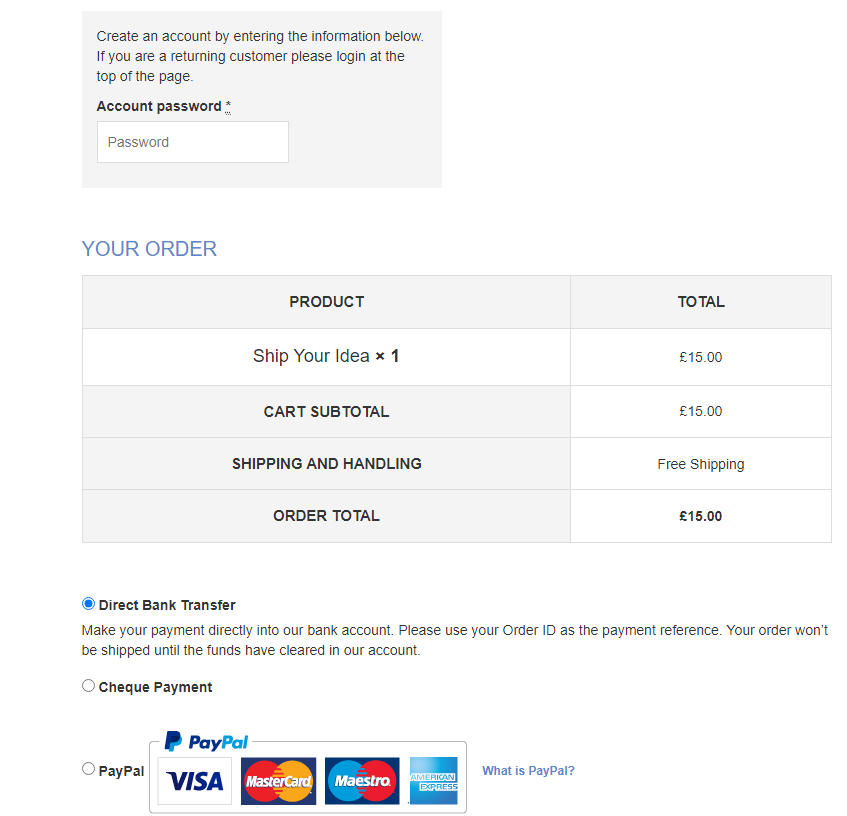 Create an account by entering the information below.
If you are a returning customer please login at the
top of the page.
Account password *
Password
YOUR ORDER
PRODUCT TOTAL
Ship Your Idea × 1 £15.00
CART SUBTOTAL £15.00
SHIPPING AND HANDLING Free Shipping
ORDER TOTAL £15.00
Direct Bank Transfer
Make your payment directly into our bank account. Please use your Order ID as the payment reference. Your order won’t
be shipped until the funds have cleared in our account.
Cheque Payment
PayPal
PayPal VISA MasterCard Maestro AMERICAN EXPRESS What is PayPal?